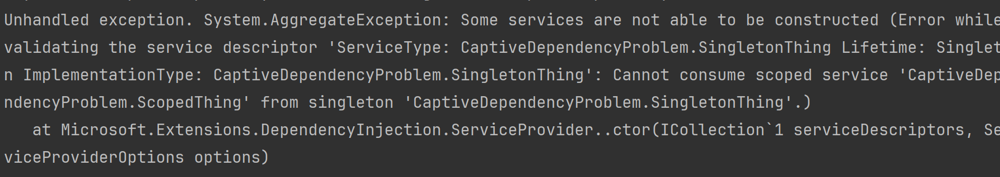 Unhandled exception. System.AggregateException: Some services are not able to be constructed (Error while
validating the service descriptor 'ServiceType: CaptiveDependencyProblem.SingletonThing Lifetime: Singlet
n ImplementationType: CaptiveDependencyProblem.SingletonThing': Cannot consume scoped service 'CaptiveDep
ndencyProblem.ScopedThing' from singleton 'CaptiveDependencyProblem.SingletonThing'.)
at Microsoft.Extensions.DependencyInjection.ServiceProvider..ctor(ICollection`1 serviceDescriptors, Se
viceProviderOptions options)